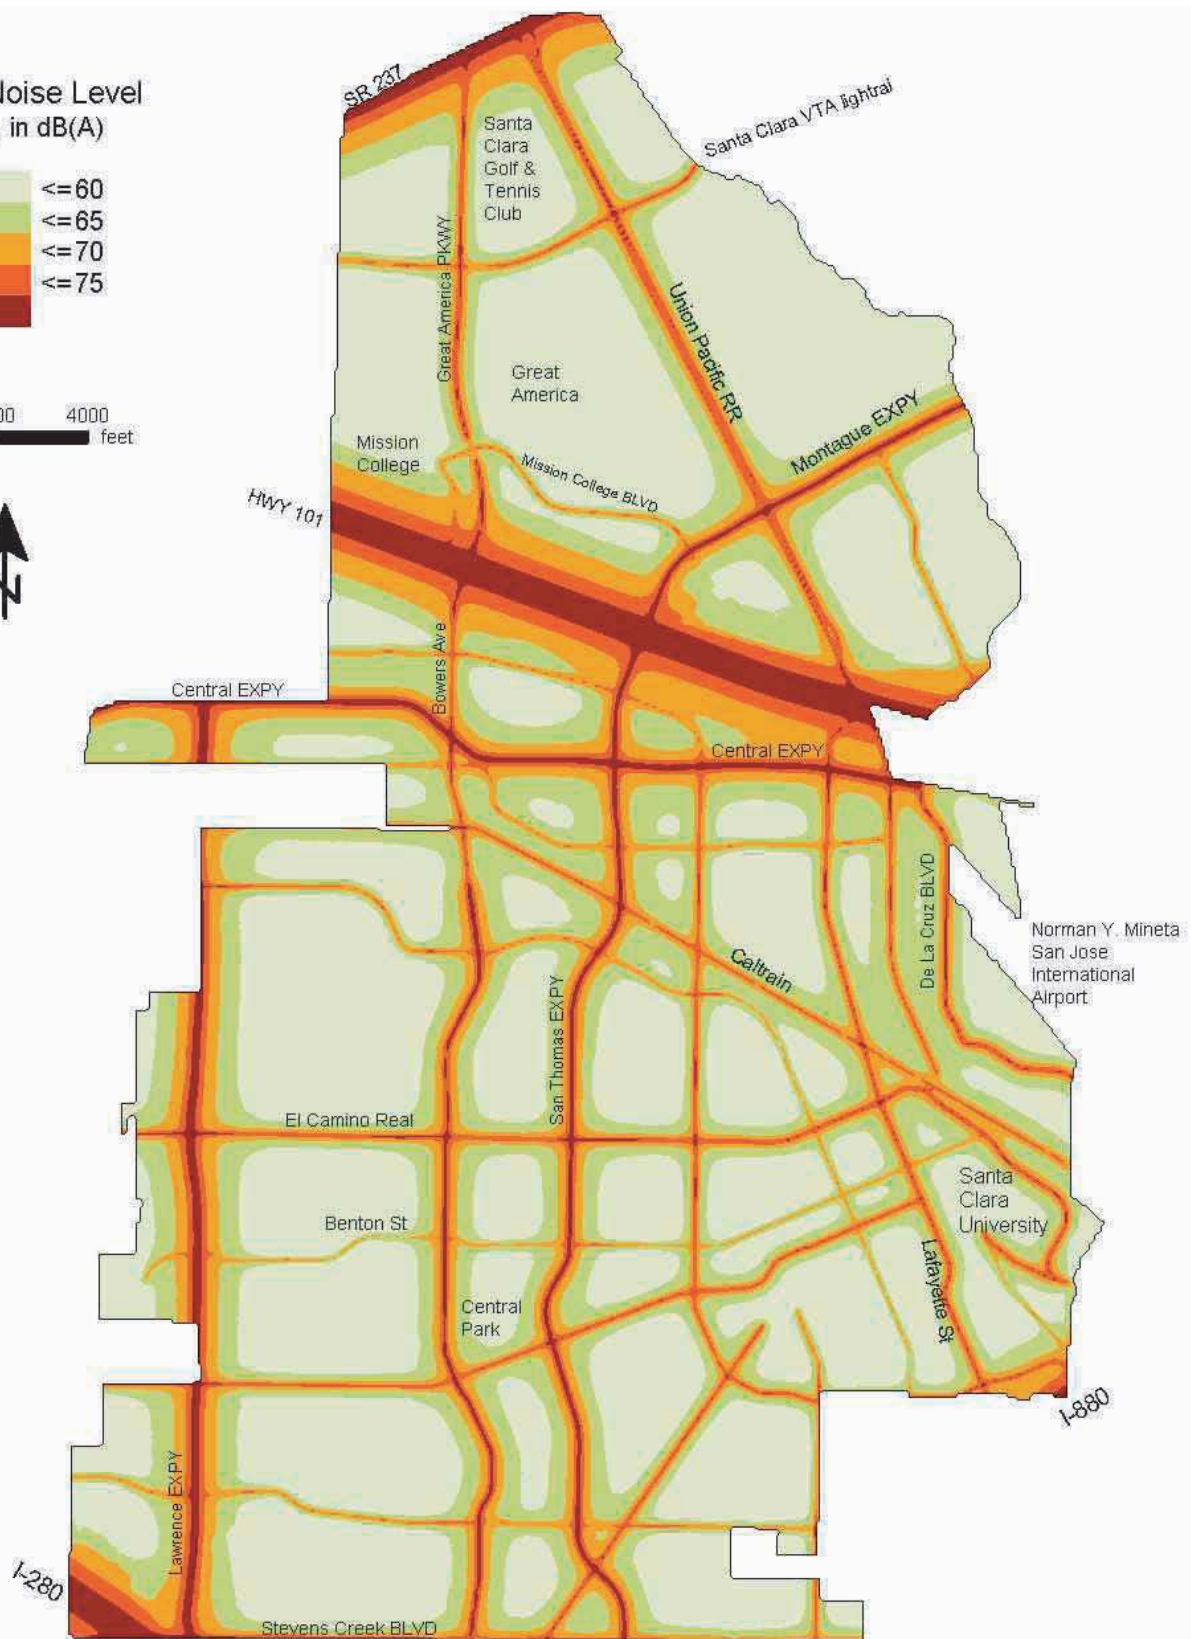 SR 237
Noise Level
in dB(A)
Santa Clara VTA lightrai
Santa
Clara
Golf &
Tennis
Club
<=60
<=65
<=70
<=75
Great America PKWY
Union Pacific RR
Great
America
4000
feet
Mission
College
Montague EXPY
Mission College BLVD
HWY 101
N
Bowers Ave
Central EXPY
Central EXPY
De La Cruz BLVD
Norman Y. Mineta
San Jose
International
Airport
Caltrain
San Thomas EXPY
El Camino Real
Santa
Clara
University
Benton St
Lafayette St
Central
Park
I-880
Lawrence EXPY
I-280
Stevens Creek BLVD